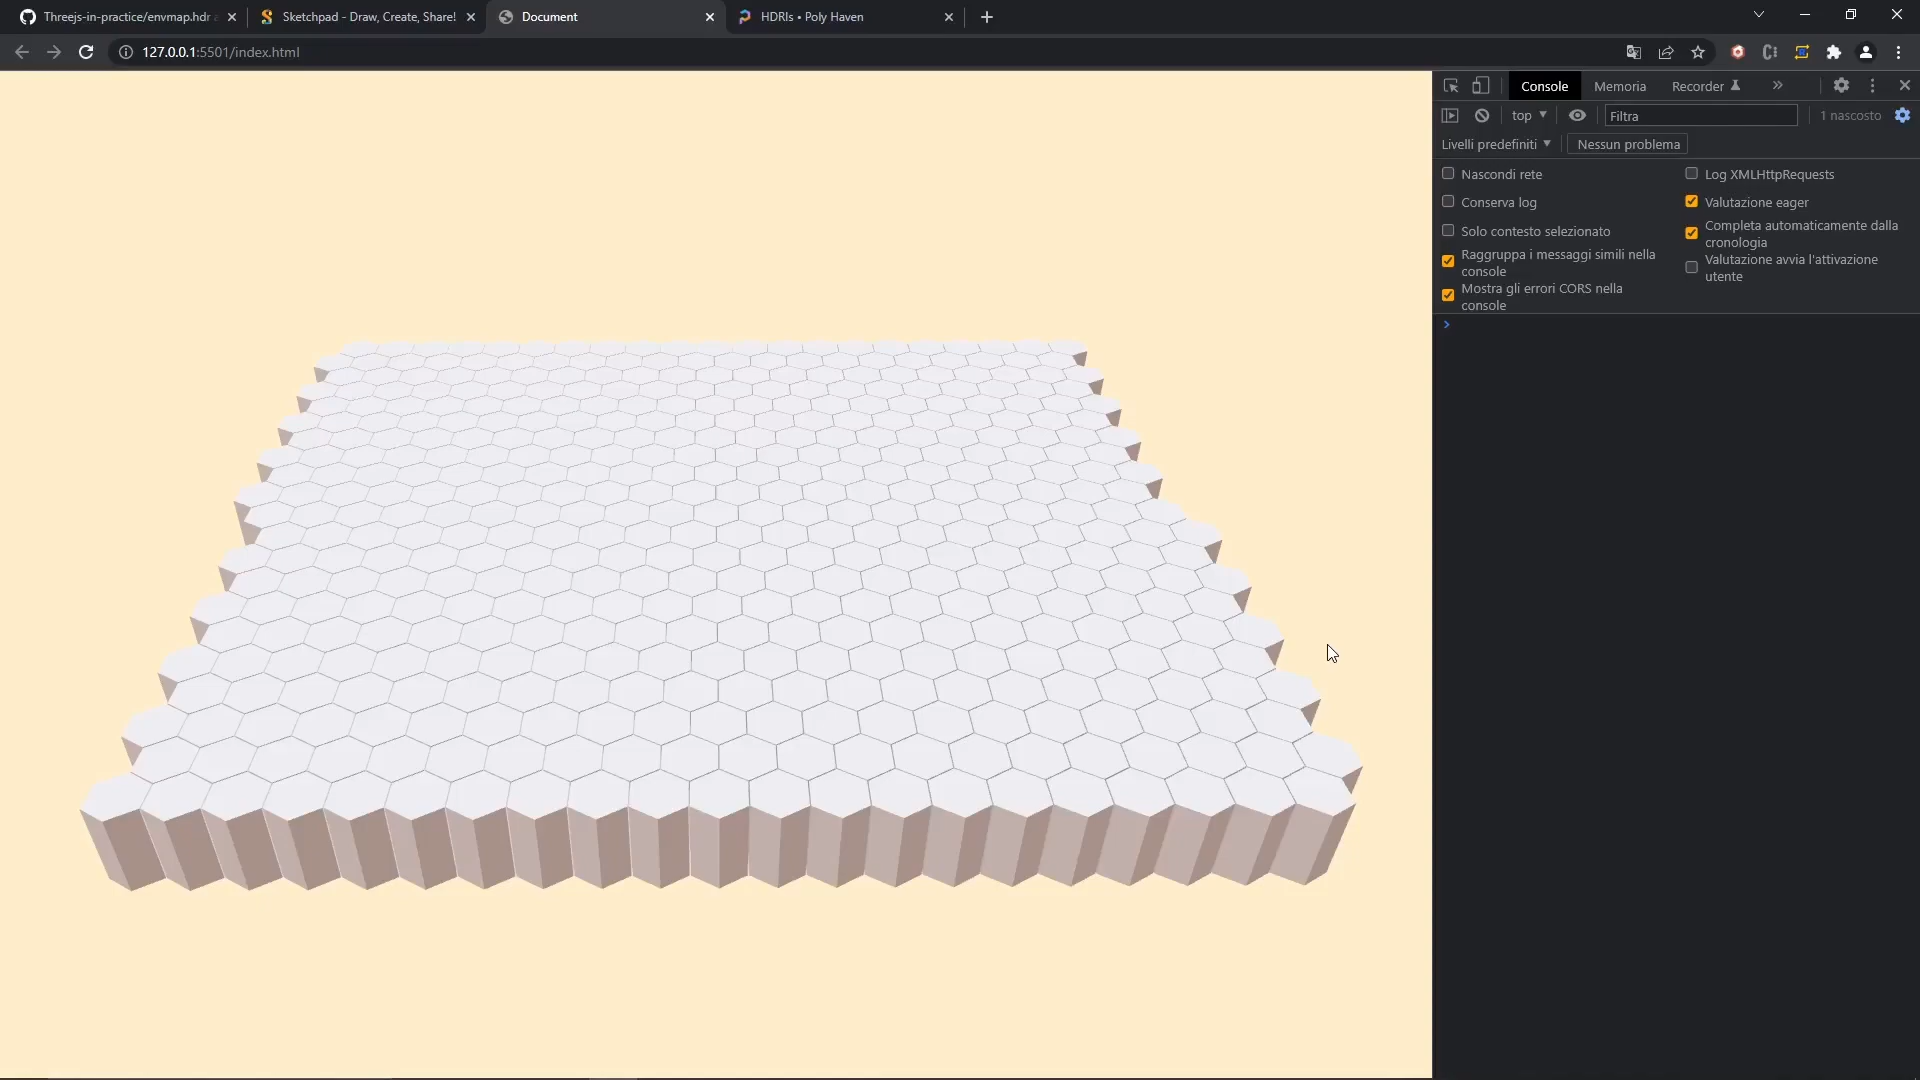 Threejs-in-practice/envmap.hdr
Sketchpad - Draw, Create, Share!
Document
HDRIs • Poly Haven
127.0.0.1:5501/index.html
Console
Memoria
Recorder
top
Filtra
1 nascosto
Livelli predefiniti
Nessun problema
Nascondi rete
Log XMLHttpRequests
Conserva log
Valutazione eager
Solo contesto selezionato
Completa automaticamente dalla
cronologia
Raggruppa i messaggi simili nella
console
Valutazione avvia l'attivazione
utente
Mostra gli errori CORS nella
console